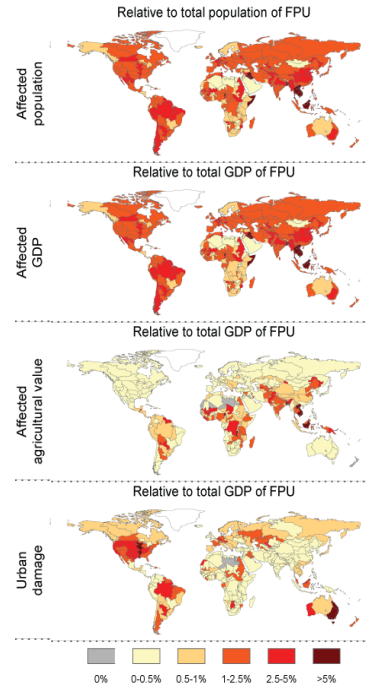 Relative to total population of FPU
Affected
population
Relative to total GDP of FPU
Affected
GDP
Relative to total GDP of FPU
Affected
agricultural value
Relative to total GDP of FPU
Urban
damage
0% 0-0.5% 0.5-1% 1-2.5% 2.5-5% >5%